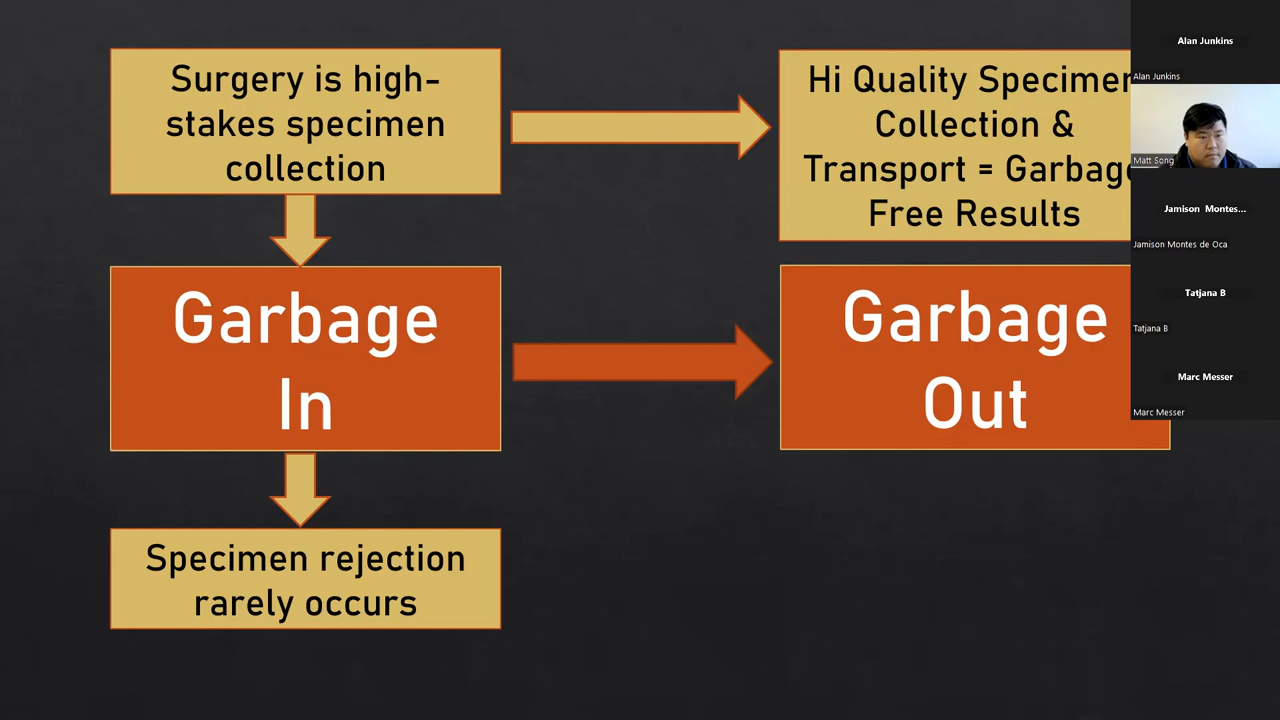 Surgery is high-
stakes specimen
collection
Hi Quality Specimen
Collection &
Transport = Garbage
Free Results
Garbage
In
Garbage
Out
Specimen rejection
rarely occurs
Alan Junkins
Alan Junkins
Matt Song
Jamison Montes...
Jamison Montes de Oca
Tatjana B
Tatjana B
Marc Messer
Marc Messer